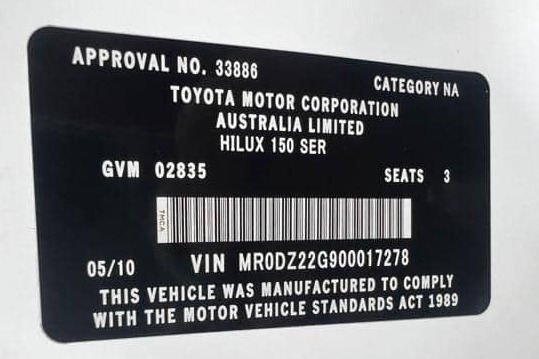 APPROVAL NO. 33886
CATEGORY NA
TOYOTA MOTOR CORPORATION
AUSTRALIA LIMITED
HILUX 150 SER
GVM 02835 SEATS 3
TMCA
05/10 VIN MR0DZ22G900017278
THIS VEHICLE WAS MANUFACTURED TO COMPLY
WITH THE MOTOR VEHICLE STANDARDS ACT 1989